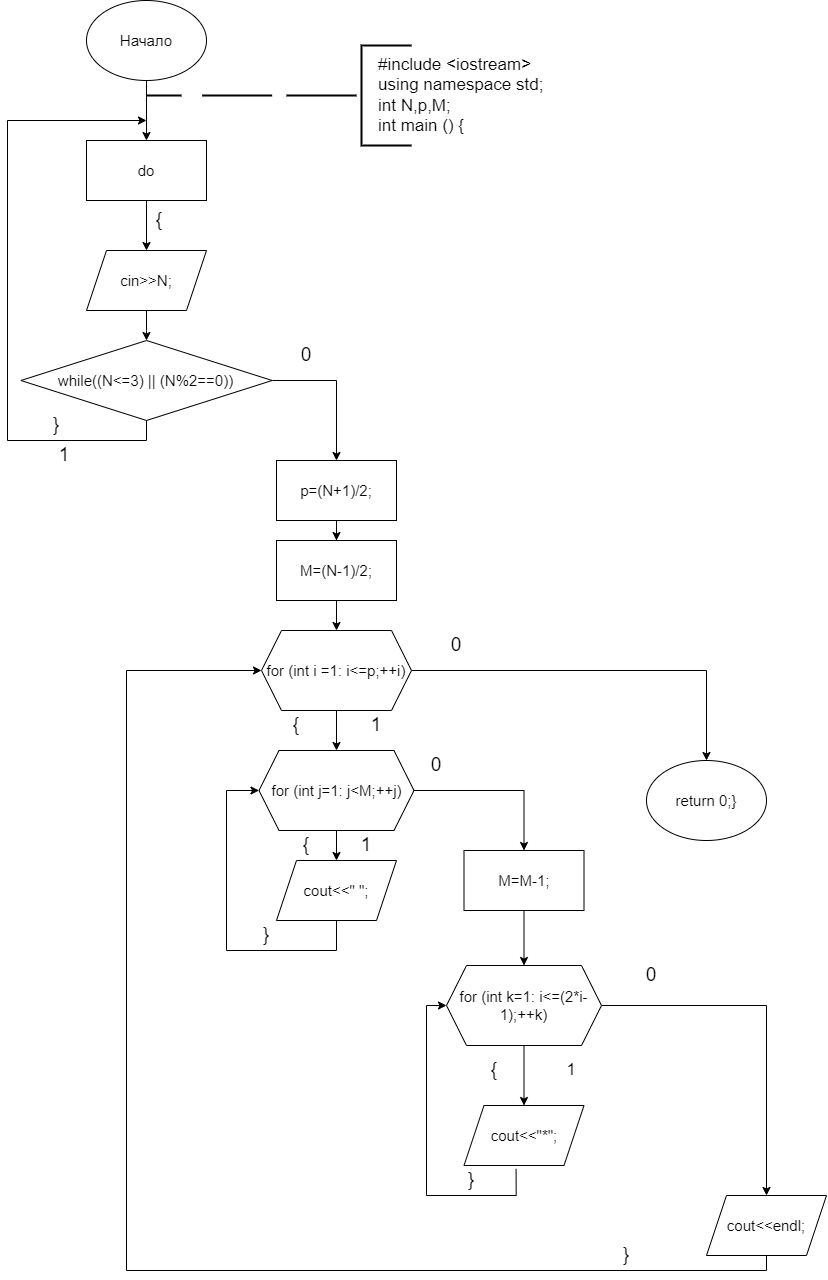 Начало
#include <iostream>
using namespace std;
int N,p,M;
int main () {
do
{
cin>>N;
while((N<=3) || (N%2==0))
0
}
1
p=(N+1)/2;
M=(N-1)/2;
for (int i =1: i<=p;++i)
0
{
1
for (int j=1: j<M;++j)
0
return 0;}
{
1
cout<<" ";
}
M=M-1;
for (int k=1: i<=(2*i-
1);++k)
0
{
1
cout<<"*";
}
cout<<endl;
}